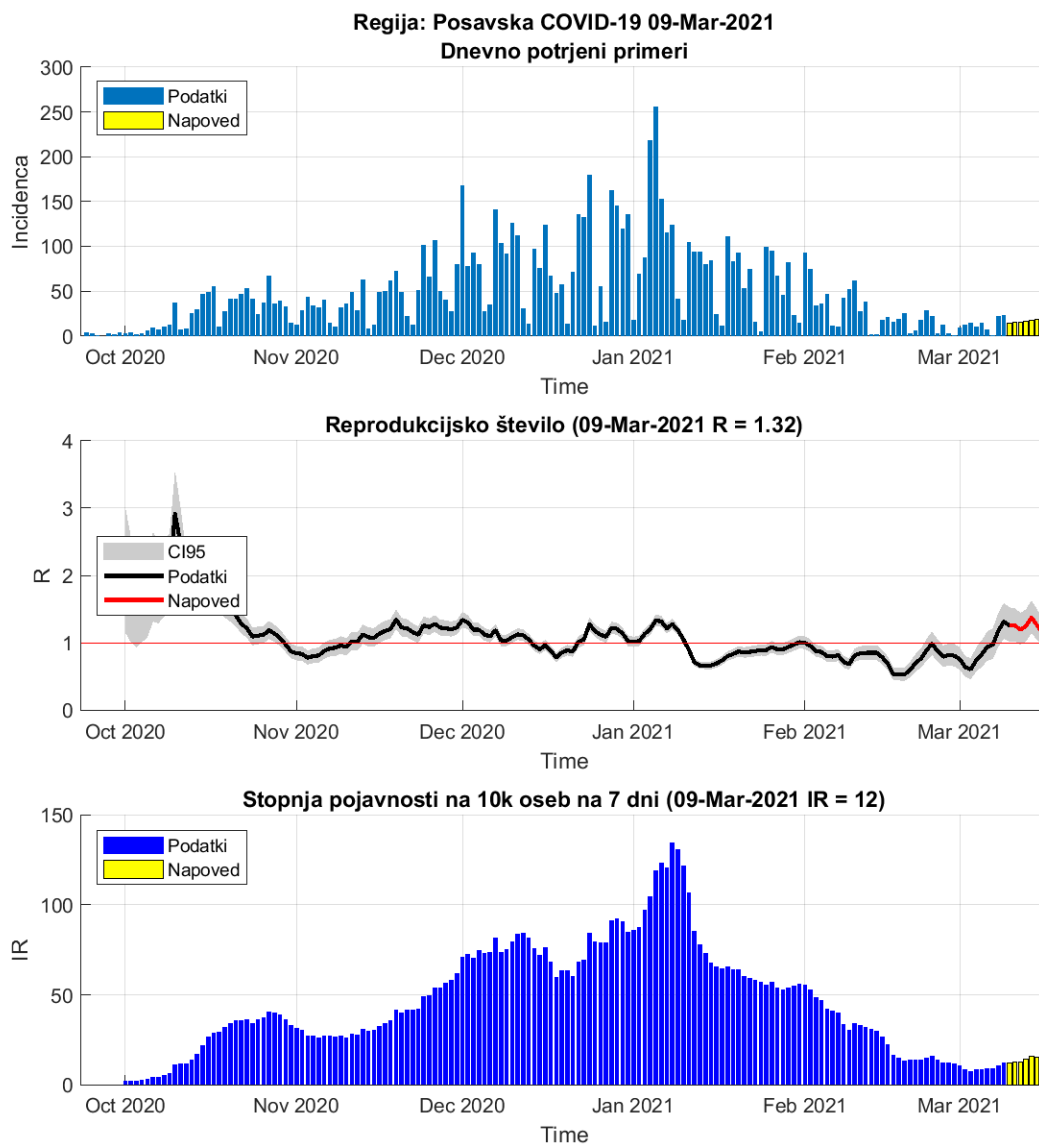 Regija: Posavska COVID-19 09-Mar-2021
Dnevno potrjeni primeri
300
250
200
150
100
50
0
Incidenca
Podatki
Napoved
Oct 2020 Nov 2020 Dec 2020 Jan 2021 Feb 2021 Mar 2021
Time
Reprodukcijsko število (09-Mar-2021 R = 1.32)
4
3
2
1
0
R
CI95
Podatki
Napoved
Oct 2020 Nov 2020 Dec 2020 Jan 2021 Feb 2021 Mar 2021
Time
Stopnja pojavnosti na 10k oseb na 7 dni (09-Mar-2021 IR = 12)
150
100
50
0
IR
Podatki
Napoved
Oct 2020 Nov 2020 Dec 2020 Jan 2021 Feb 2021 Mar 2021
Time